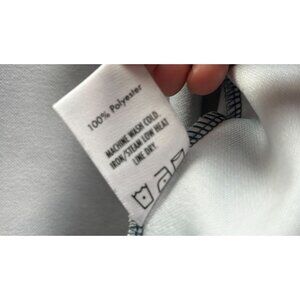 100% Polyester
MACHINE WASH COLD.
IRON/STEAM LOW HEAT
LINE DRY.